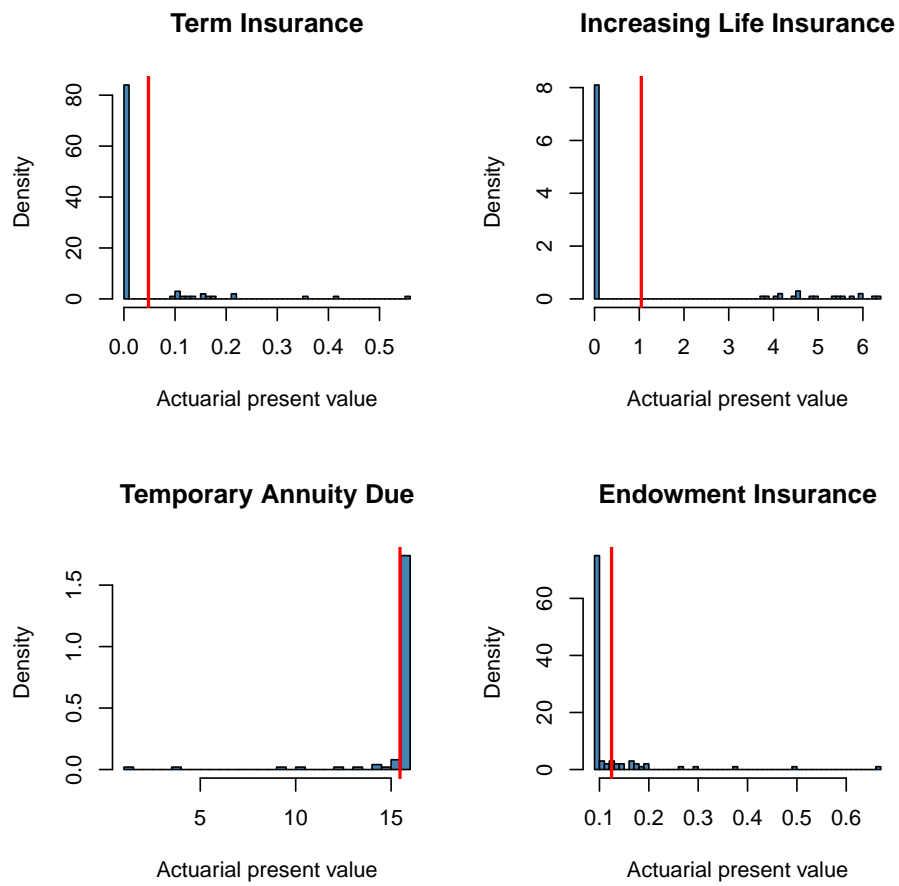 Term Insurance
Density
0 20 40 60 80
0.0 0.1 0.2 0.3 0.4 0.5
Actuarial present value
Increasing Life Insurance
Density
0 2 4 6 8
0 1 2 3 4 5 6
Actuarial present value
Temporary Annuity Due
Density
0.0 0.5 1.0 1.5
5 10 15
Actuarial present value
Endowment Insurance
Density
0 20 40 60
0.1 0.2 0.3 0.4 0.5 0.6
Actuarial present value